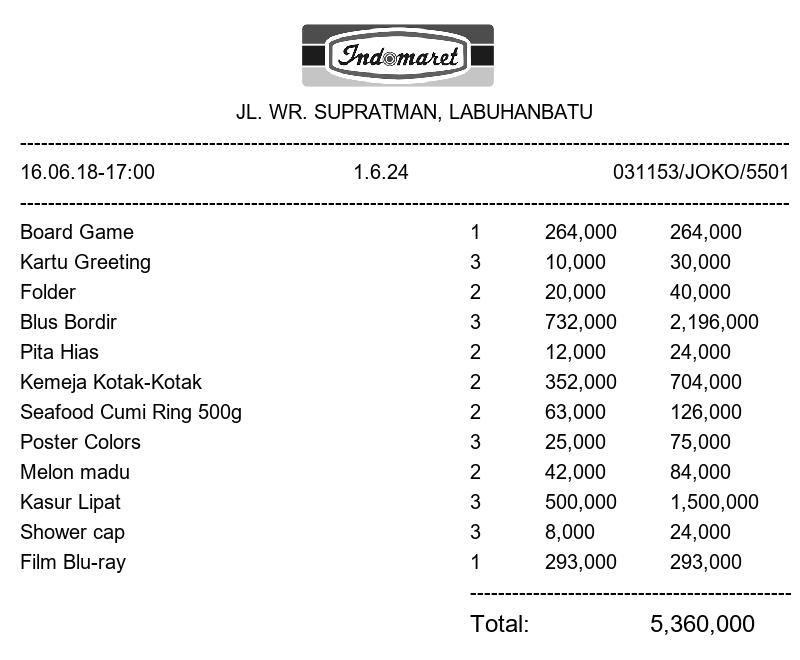 Indomaret
JL. WR. SUPRATMAN, LABUHANBATU
16.06.18-17:00 1.6.24 031153/JOKO/5501
Board Game 1 264,000 264,000
Kartu Greeting 3 10,000 30,000
Folder 2 20,000 40,000
Blus Bordir 3 732,000 2,196,000
Pita Hias 2 12,000 24,000
Kemeja Kotak-Kotak 2 352,000 704,000
Seafood Cumi Ring 500g 2 63,000 126,000
Poster Colors 3 25,000 75,000
Melon madu 2 42,000 84,000
Kasur Lipat 3 500,000 1,500,000
Shower cap 3 8,000 24,000
Film Blu-ray 1 293,000 293,000
Total: 5,360,000